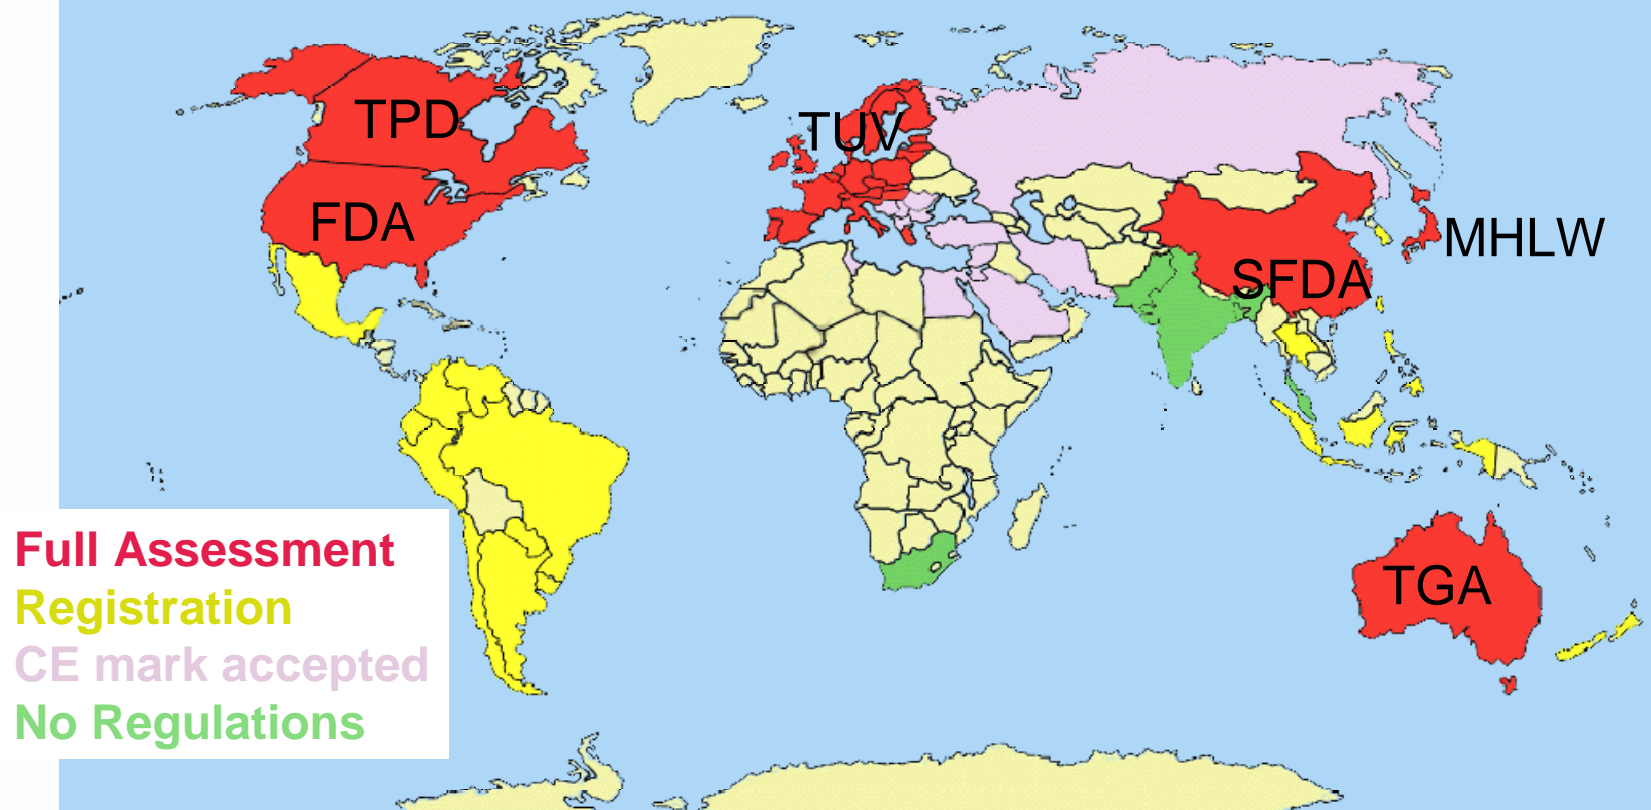 TPD
TUV
FDA
MHLW
SFDA
TGA
Full Assessment
Registration
CE mark accepted
No Regulations